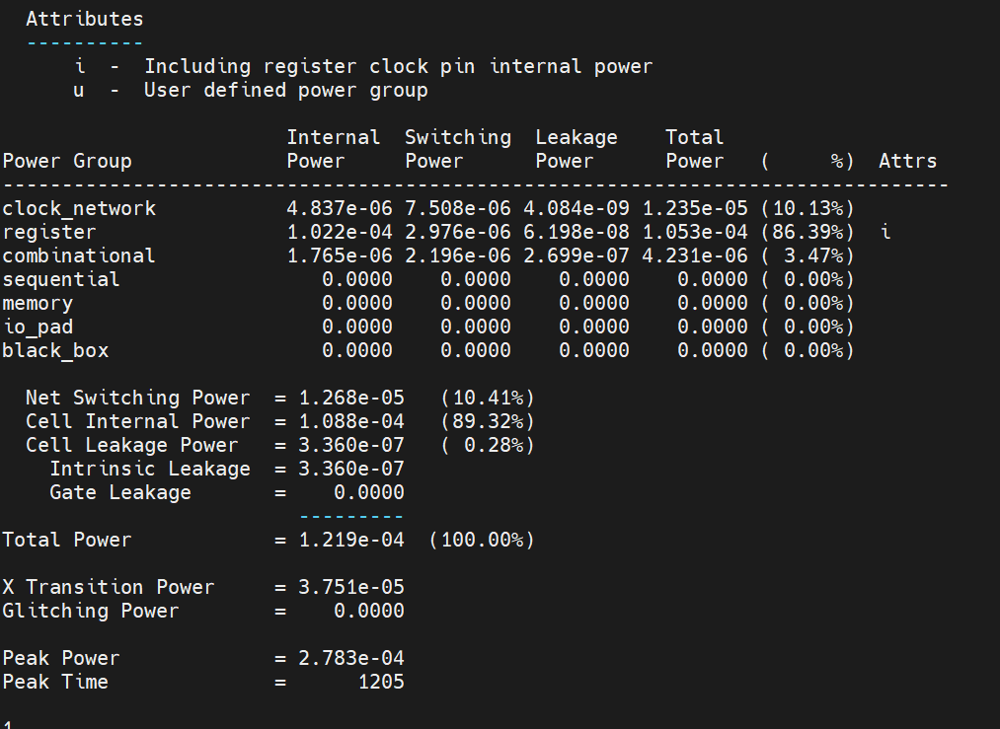 Attributes
----------
i - Including register clock pin internal power
u - User defined power group
Internal Switching Leakage Total
Power Group Power Power Power Power ( %) Attrs
--------------------------------------------------------------------------------
clock_network 4.837e-06 7.508e-06 4.084e-09 1.235e-05 (10.13%)
register 1.022e-04 2.976e-06 6.198e-08 1.053e-04 (86.39%) i
combinational 1.765e-06 2.196e-06 2.699e-07 4.231e-06 ( 3.47%)
sequential 0.0000 0.0000 0.0000 0.0000 ( 0.00%)
memory 0.0000 0.0000 0.0000 0.0000 ( 0.00%)
io_pad 0.0000 0.0000 0.0000 0.0000 ( 0.00%)
black_box 0.0000 0.0000 0.0000 0.0000 ( 0.00%)
Net Switching Power = 1.268e-05 (10.41%)
Cell Internal Power = 1.088e-04 (89.32%)
Cell Leakage Power = 3.360e-07 ( 0.28%)
Intrinsic Leakage = 3.360e-07
Gate Leakage = 0.0000
---------
Total Power = 1.219e-04 (100.00%)
X Transition Power = 3.751e-05
Glitching Power = 0.0000
Peak Power = 2.783e-04
Peak Time = 1205
1